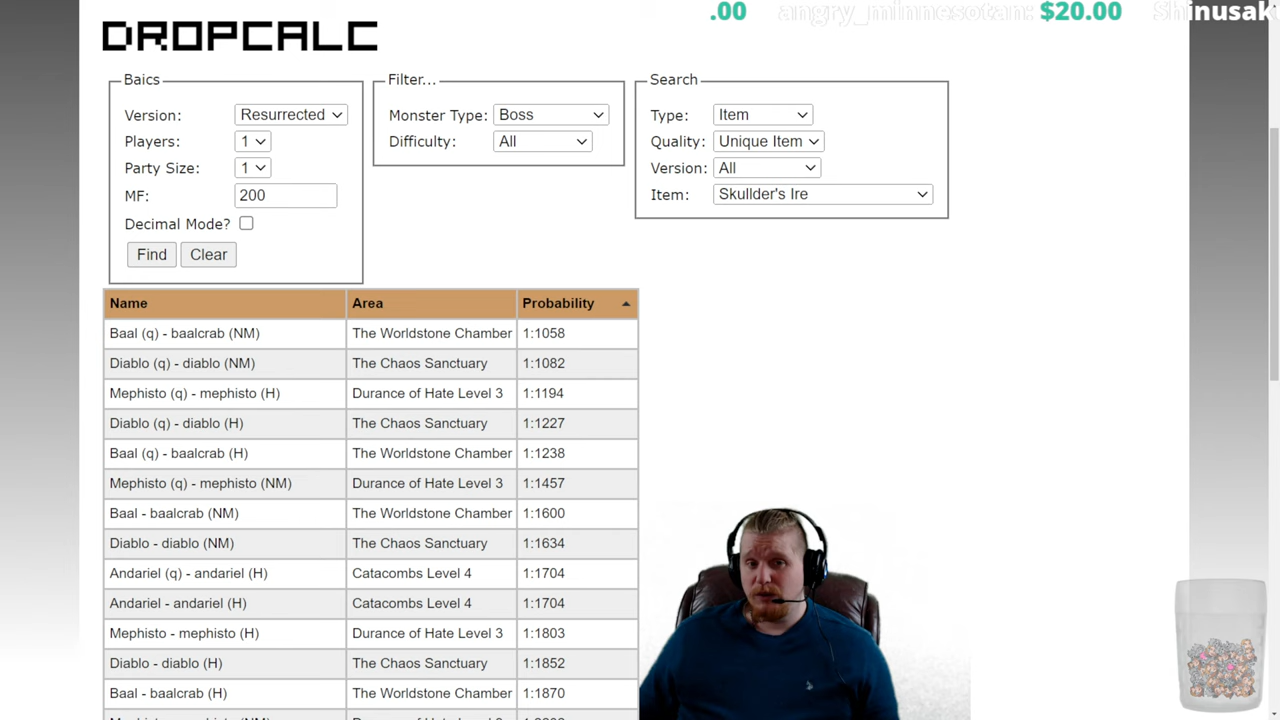 .00 angry_minnesotan: $20.00 Shinusak
DROPCALC
Baics
Version: Resurrected
Players: 1
Party Size: 1
MF: 200
Decimal Mode?
Find Clear
Filter...
Monster Type: Boss
Difficulty: All
Search
Type: Item
Quality: Unique Item
Version: All
Item: Skullder's Ire
Name Area Probability
Baal (q) - baalcrab (NM) The Worldstone Chamber 1:1058
Diablo (q) - diablo (NM) The Chaos Sanctuary 1:1082
Mephisto (q) - mephisto (H) Durance of Hate Level 3 1:1194
Diablo (q) - diablo (H) The Chaos Sanctuary 1:1227
Baal (q) - baalcrab (H) The Worldstone Chamber 1:1238
Mephisto (q) - mephisto (NM) Durance of Hate Level 3 1:1457
Baal - baalcrab (NM) The Worldstone Chamber 1:1600
Diablo - diablo (NM) The Chaos Sanctuary 1:1634
Andariel (q) - andariel (H) Catacombs Level 4 1:1704
Andariel - andariel (H) Catacombs Level 4 1:1704
Mephisto - mephisto (H) Durance of Hate Level 3 1:1803
Diablo - diablo (H) The Chaos Sanctuary 1:1852
Baal - baalcrab (H) The Worldstone Chamber 1:1870